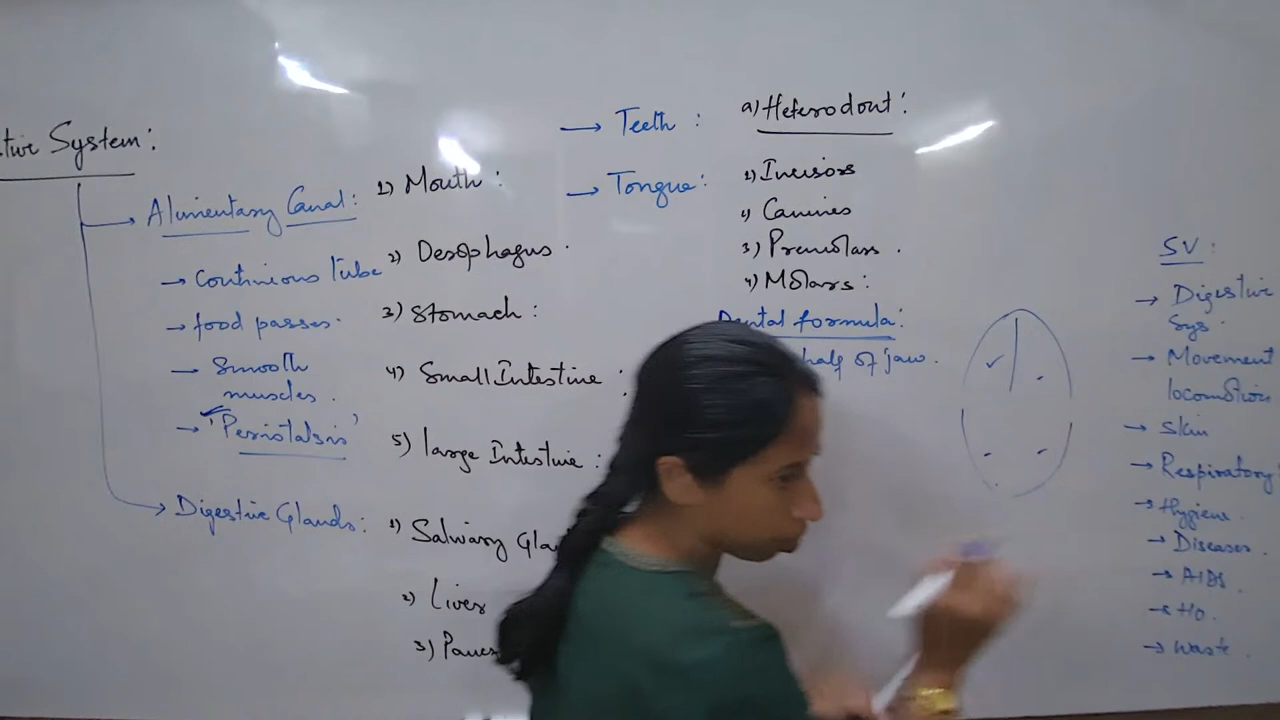 tive System:
→ Alimentary Canal:
→ Continious tube
→ food passes.
→ Smooth
muscles.
→ 'Peristalsis'
→ Digestive Glands:
1) Mouth:
2) Oesophagus.
3) Stomach:
4) Small Intestine:
5) large Intestine:
1) Salivary Gla
2) Liver
3) Panc
→ Teeth:
→ Tongue:
a) Heterodont:
1) Incisors
2) Canines
3) Premolars.
4) Molars:
Dental formula:
half of jaw.
SV:
→ Digestive
Sys.
→ Movement
locomotion
→ Skin
→ Respiratory
→ Hygiene.
→ Diseases.
→ AIDS.
→ HO.
→ Waste.